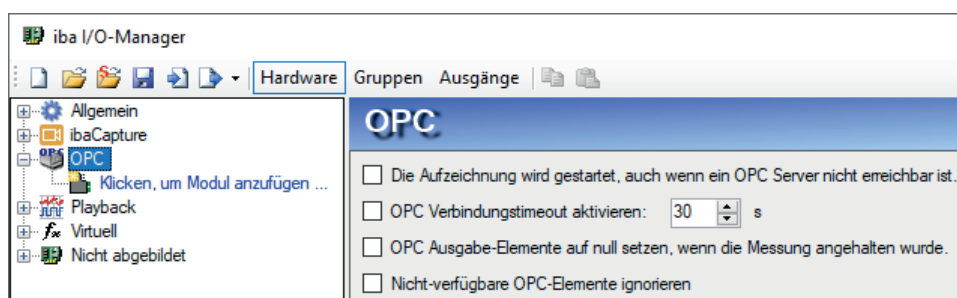 iba I/O-Manager
Hardware Gruppen Ausgänge
Allgemein
ibaCapture
OPC
Klicken, um Modul anzufügen ...
Playback
fx Virtuell
Nicht abgebildet
OPC
Die Aufzeichnung wird gestartet, auch wenn ein OPC Server nicht erreichbar ist.
OPC Verbindungstimeout aktivieren: 30 s
OPC Ausgabe-Elemente auf null setzen, wenn die Messung angehalten wurde.
Nicht-verfügbare OPC-Elemente ignorieren